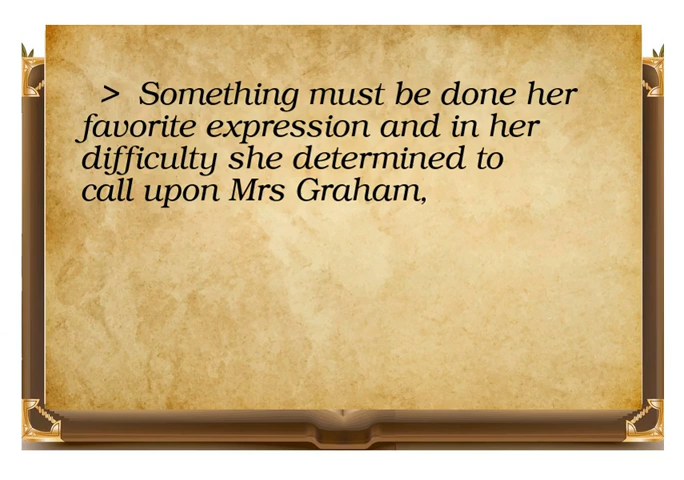 > Something must be done her
favorite expression and in her
difficulty she determined to
call upon Mrs Graham,